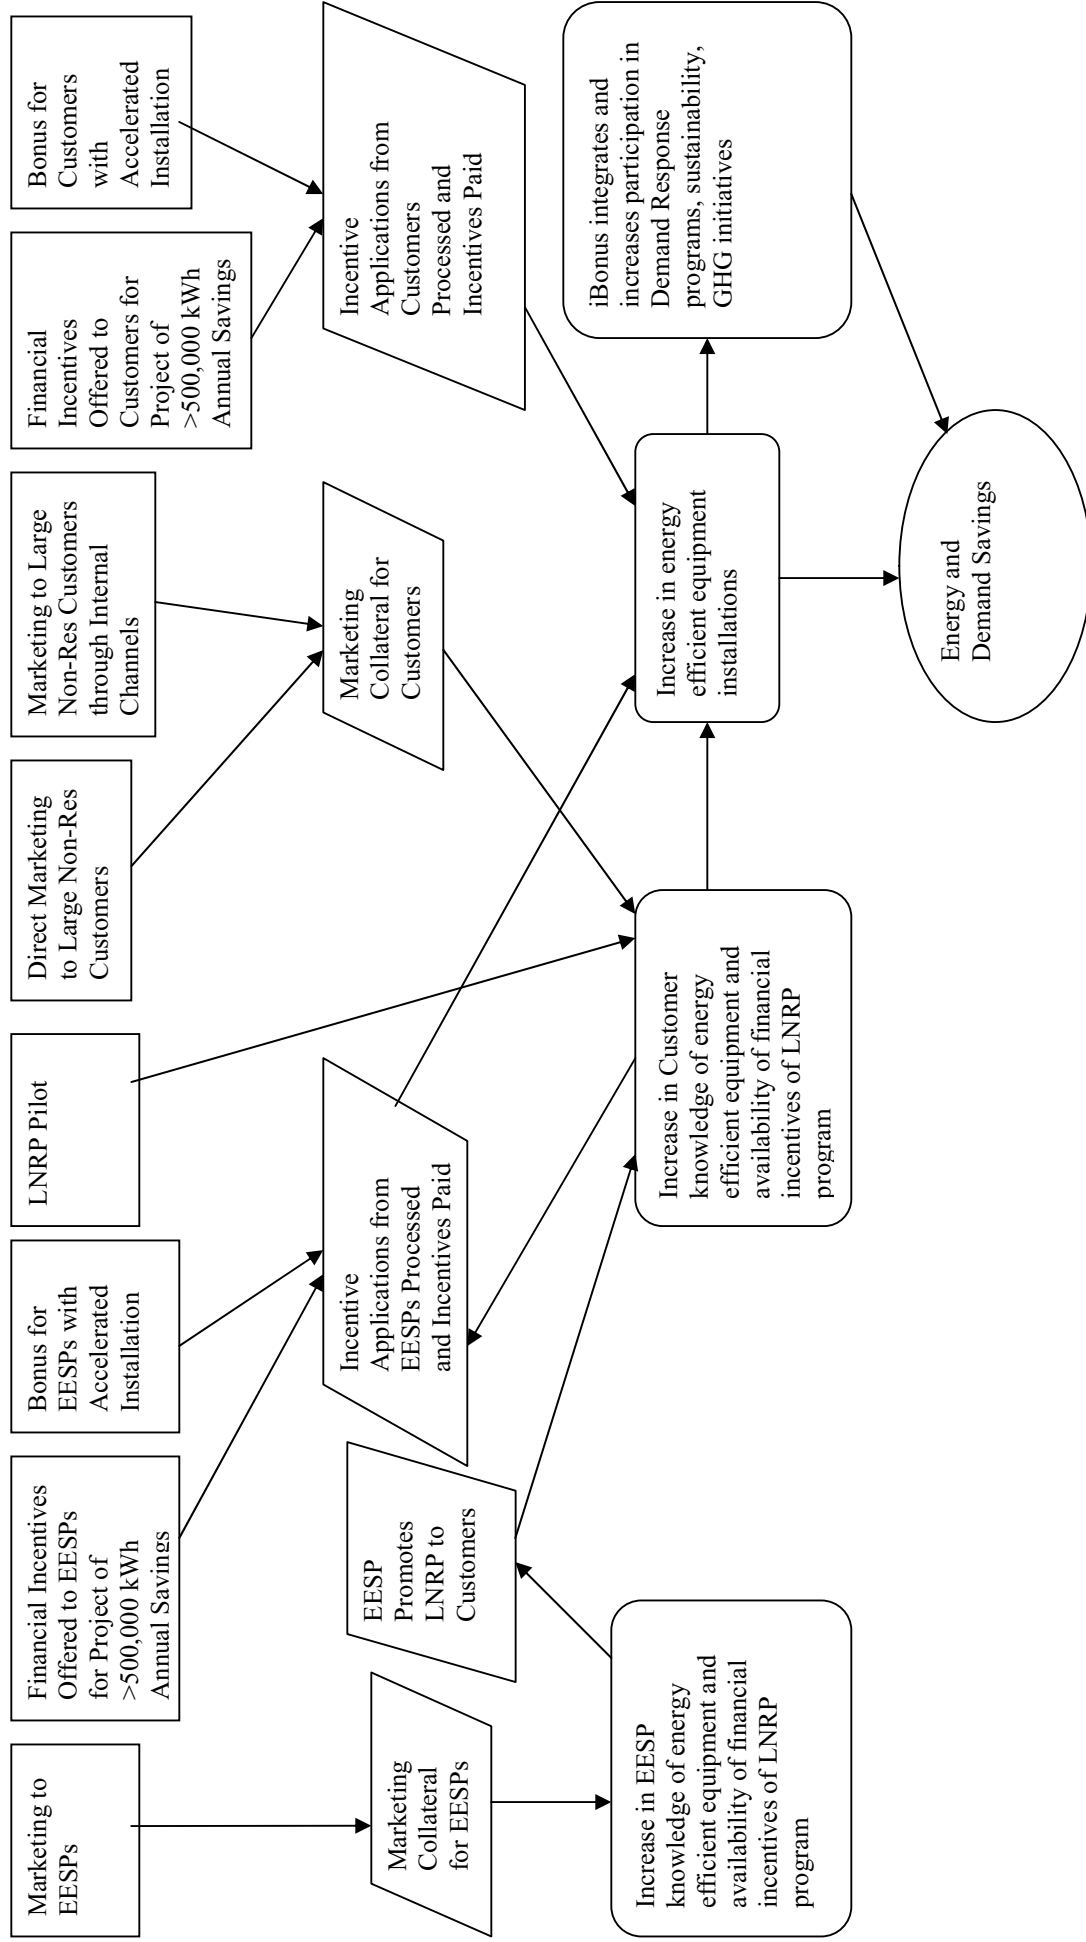 Marketing to
EESPs
Financial Incentives
Offered to EESPs
for Project of
>500,000 kWh
Annual Savings
Bonus for
EESPs with
Accelerated
Installation
LNRP Pilot
Direct Marketing
to Large Non-Res
Customers
Marketing to Large
Non-Res Customers
through Internal
Channels
Financial
Incentives
Offered to
Customers for
Project of
>500,000 kWh
Annual Savings
Bonus for
Customers
with
Accelerated
Installation
Marketing
Collateral
for EESPs
EESP
Promotes
LNRP to
Customers
Incentive
Applications from
EESPs Processed
and Incentives Paid
Marketing
Collateral for
Customers
Incentive
Applications from
Customers
Processed and
Incentives Paid
Increase in EESP
knowledge of energy
efficient equipment and
availability of financial
incentives of LNRP
program
Increase in Customer
knowledge of energy
efficient equipment and
availability of financial
incentives of LNRP
program
Increase in energy
efficient equipment
installations
iBonus integrates and
increases participation in
Demand Response
programs, sustainability,
GHG initiatives
Energy and
Demand Savings